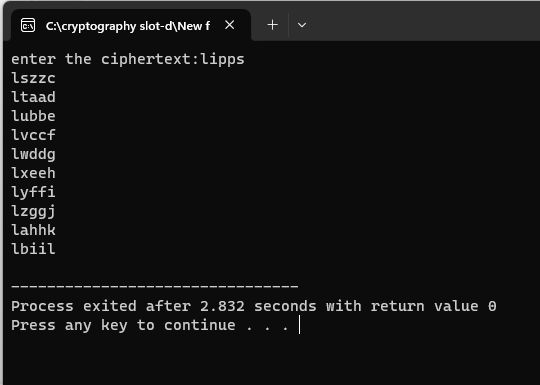 C:\cryptography slot-d\New f
enter the ciphertext:lipps
lszzc
ltaad
lubbe
lvccf
lwddg
lxeeh
lyffi
lzggj
lahhk
lbiil
--------------------------------
Process exited after 2.832 seconds with return value 0
Press any key to continue . . .